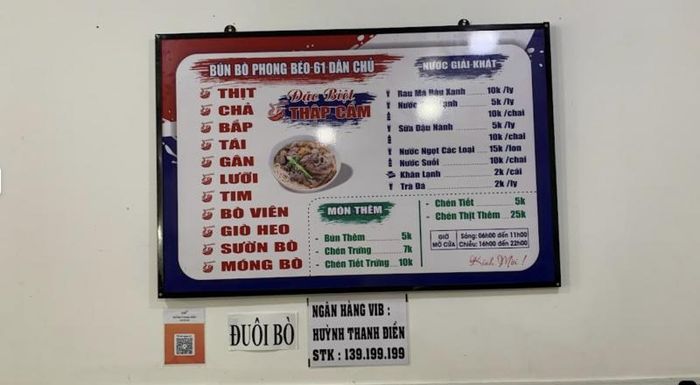 BÚN BÒ PHONG BÉO 61 DÂN CHỦ
THỊT
CHẢ
BẮP
TÁI
GÂN
LƯỠI
TIM
BÒ VIÊN
GIÒ HEO
SƯỜN BÒ
MÓNG BÒ
Đặc Biệt
THẬP CẨM
MÓN THÊM
- Bún Thêm 5k
- Chén Trứng 7k
- Chén Tiết Trứng 10k
NƯỚC GIẢI KHÁT
Rau Má Đậu Xanh 10k /ly
Nước 5k /ly
10k /chai
Sữa Đậu Nành 5k /ly
10k /chai
Nước Ngọt Các Loại 15k /lon
Nước Suối 10k /chai
Khăn Lạnh 2k /cái
Trà Đá 2k /ly
- Chén Tiết 5k
- Chén Thịt Thêm 25k
GIỜ MỞ CỬA
Sáng: 06h00 đến 11h00
Chiều: 16h00 đến 22h00
Kính Mời !
ĐUÔI BÒ
NGÂN HÀNG VIB :
HUỲNH THANH ĐIỀN
STK : 139.199.199